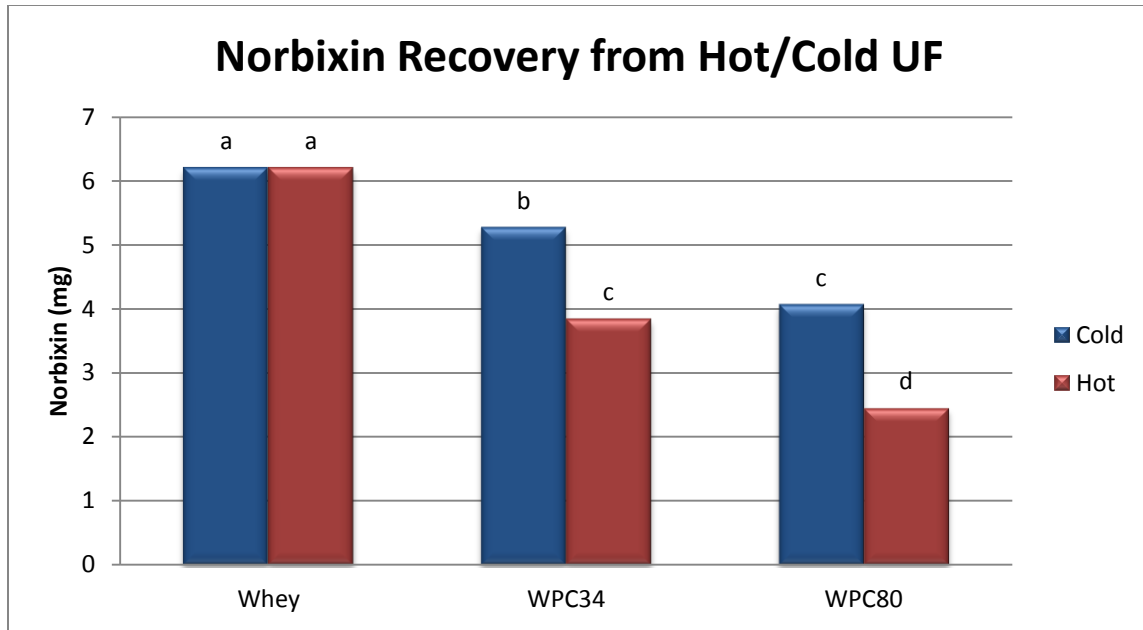 Norbixin Recovery from Hot/Cold UF
Norbixin (mg)
7
6
5
4
3
2
1
0
a
a
b
c
c
d
Whey
WPC34
WPC80
Cold
Hot